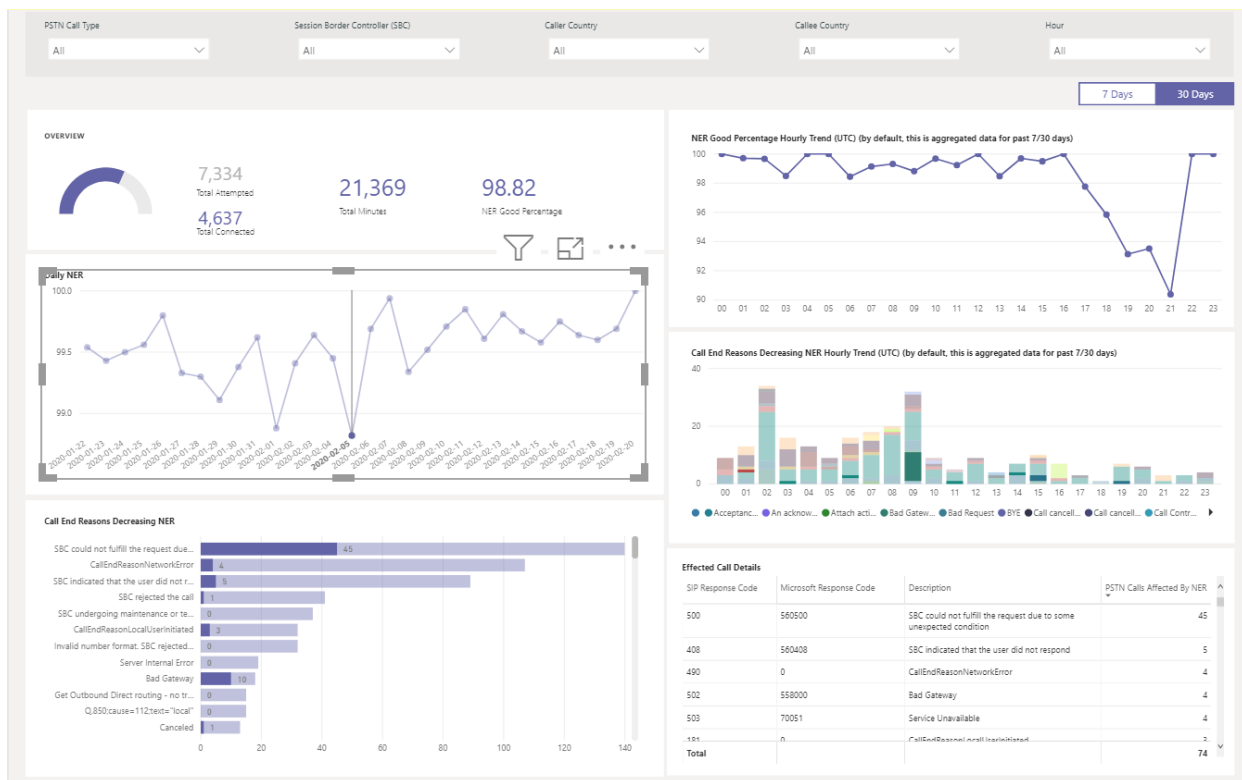 PSTN Call Type
Session Border Controller (SBC)
Caller Country
Callee Country
Hour
All
All
All
All
All
7 Days
30 Days
OVERVIEW
7,334
Total Attempted
4,637
Total Connected
21,369
Total Minutes
98.82
NER Good Percentage
Daily NER
100.0
99.5
99.0
2020-01-22
2020-01-23
2020-01-24
2020-01-25
2020-01-26
2020-01-27
2020-01-28
2020-01-29
2020-01-30
2020-01-31
2020-02-01
2020-02-02
2020-02-03
2020-02-04
2020-02-05
2020-02-06
2020-02-07
2020-02-08
2020-02-09
2020-02-10
2020-02-11
2020-02-12
2020-02-13
2020-02-14
2020-02-15
2020-02-16
2020-02-17
2020-02-18
2020-02-19
2020-02-20
Call End Reasons Decreasing NER
SBC could not fulfill the request due... 45
CallEndReasonNetworkError 4
SBC indicated that the user did not r... 5
SBC rejected the call 1
SBC undergoing maintenance or te... 0
CallEndReasonLocalUserInitiated 3
Invalid number format. SBC rejected... 0
Server Internal Error 0
Bad Gateway 10
Get Outbound Direct routing - no tr... 0
Q.850;cause=112;text="local" 0
Canceled 1
0 20 40 60 80 100 120 140
NER Good Percentage Hourly Trend (UTC) (by default, this is aggregated data for past 7/30 days)
100
98
96
94
92
90
00 01 02 03 04 05 06 07 08 09 10 11 12 13 14 15 16 17 18 19 20 21 22 23
Call End Reasons Decreasing NER Hourly Trend (UTC) (by default, this is aggregated data for past 7/30 days)
40
20
0
00 01 02 03 04 05 06 07 08 09 10 11 12 13 14 15 16 17 18 19 20 21 22 23
Acceptanc... An acknow... Attach acti... Bad Gatew... Bad Request BYE Call cancell... Call cancell... Call Contr...
Effected Call Details
SIP Response Code Microsoft Response Code Description PSTN Calls Affected By NER
500 560500 SBC could not fulfill the request due to some 45
unexpected condition
408 560408 SBC indicated that the user did not respond 5
490 0 CallEndReasonNetworkError 4
502 558000 Bad Gateway 4
503 70051 Service Unavailable 4
181 0 CallEndReasonLocalUserInitiated 3
Total 74